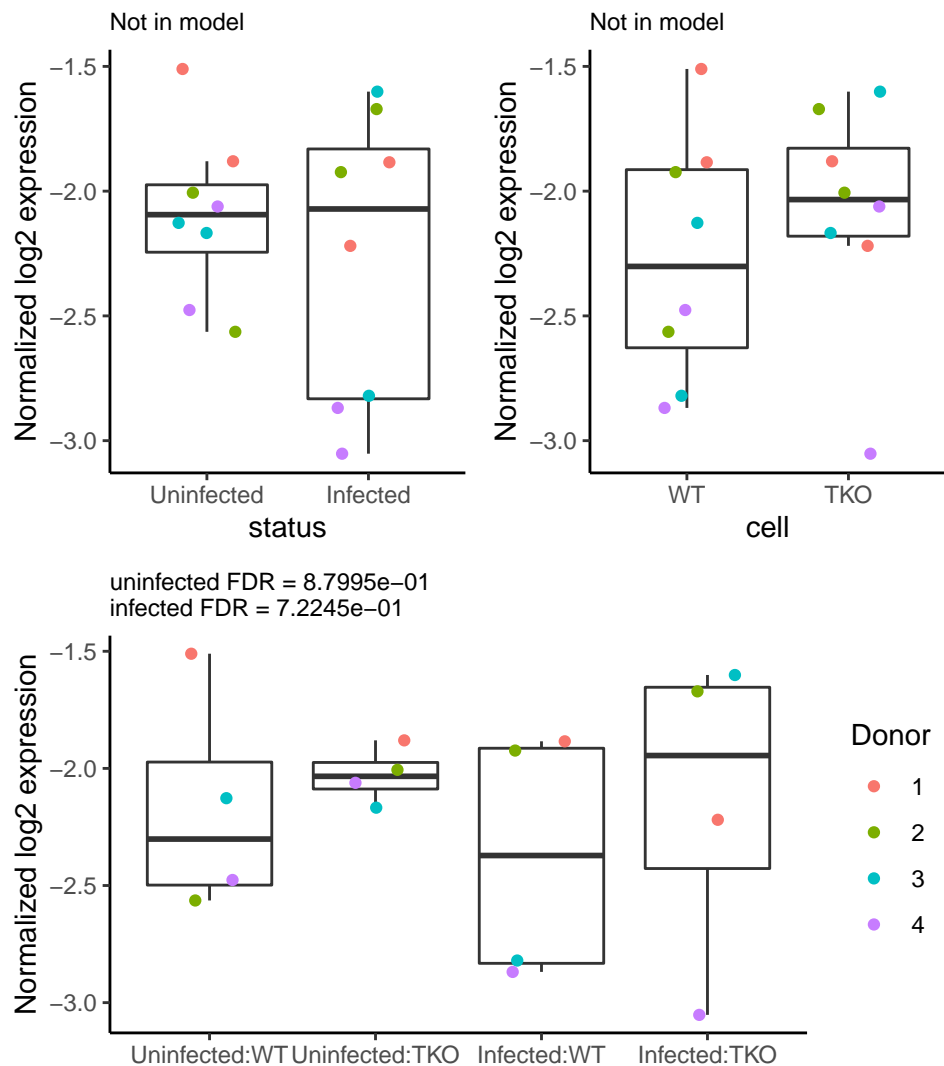 Not in model
Normalized log2 expression
−1.5
−2.0
−2.5
−3.0
Uninfected
Infected
status
Not in model
Normalized log2 expression
−1.5
−2.0
−2.5
−3.0
WT
TKO
cell
uninfected FDR = 8.7995e−01
infected FDR = 7.2245e−01
Normalized log2 expression
−1.5
−2.0
−2.5
−3.0
Uninfected:WT
Uninfected:TKO
Infected:WT
Infected:TKO
Donor
1
2
3
4